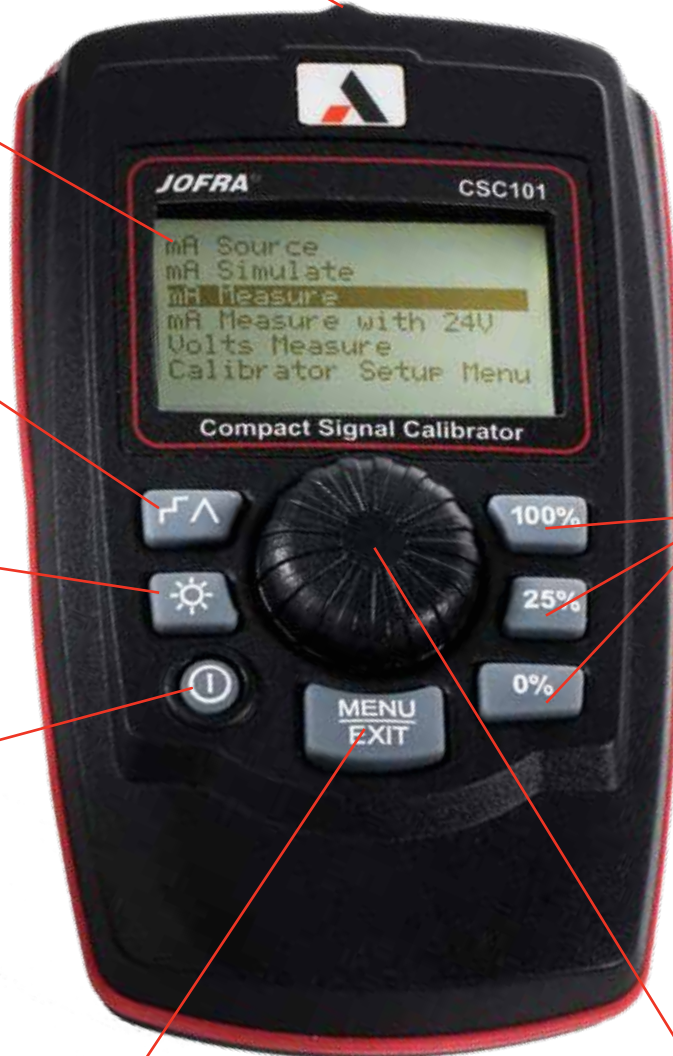 JOFRA®
CSC101
mA Source
mA Simulate
mA Measure
mA Measure with 24V
Volts Measure
Calibrator Setup Menu
Compact Signal Calibrator
100%
25%
0%
MENU
EXIT